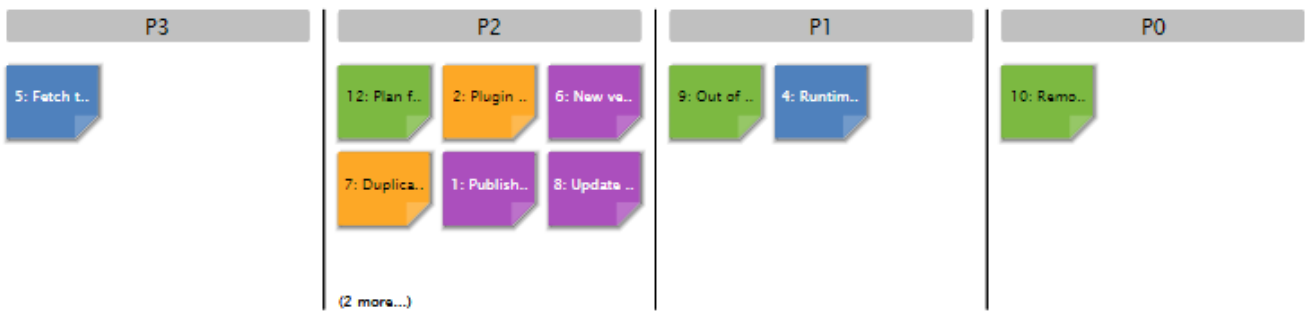 P3
P2
P1
P0
5: Fetch t..
12: Plan f..
2: Plugin ..
6: New ve..
9: Out of ..
4: Runtim..
10: Remo..
7: Duplica..
1: Publish..
8: Update ..
(2 more...)